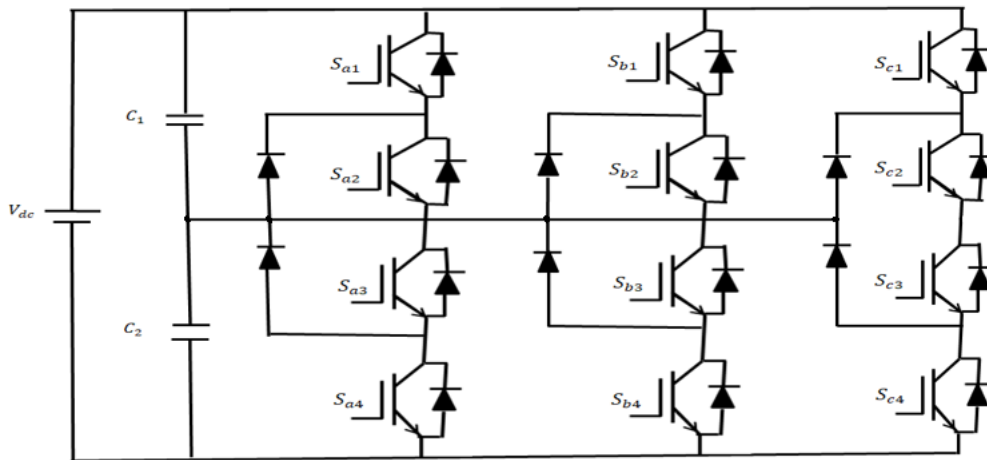 S_{a1}
S_{b1}
S_{c1}
C_1
S_{a2}
S_{b2}
S_{c2}
V_{dc}
S_{a3}
S_{b3}
S_{c3}
C_2
S_{a4}
S_{b4}
S_{c4}